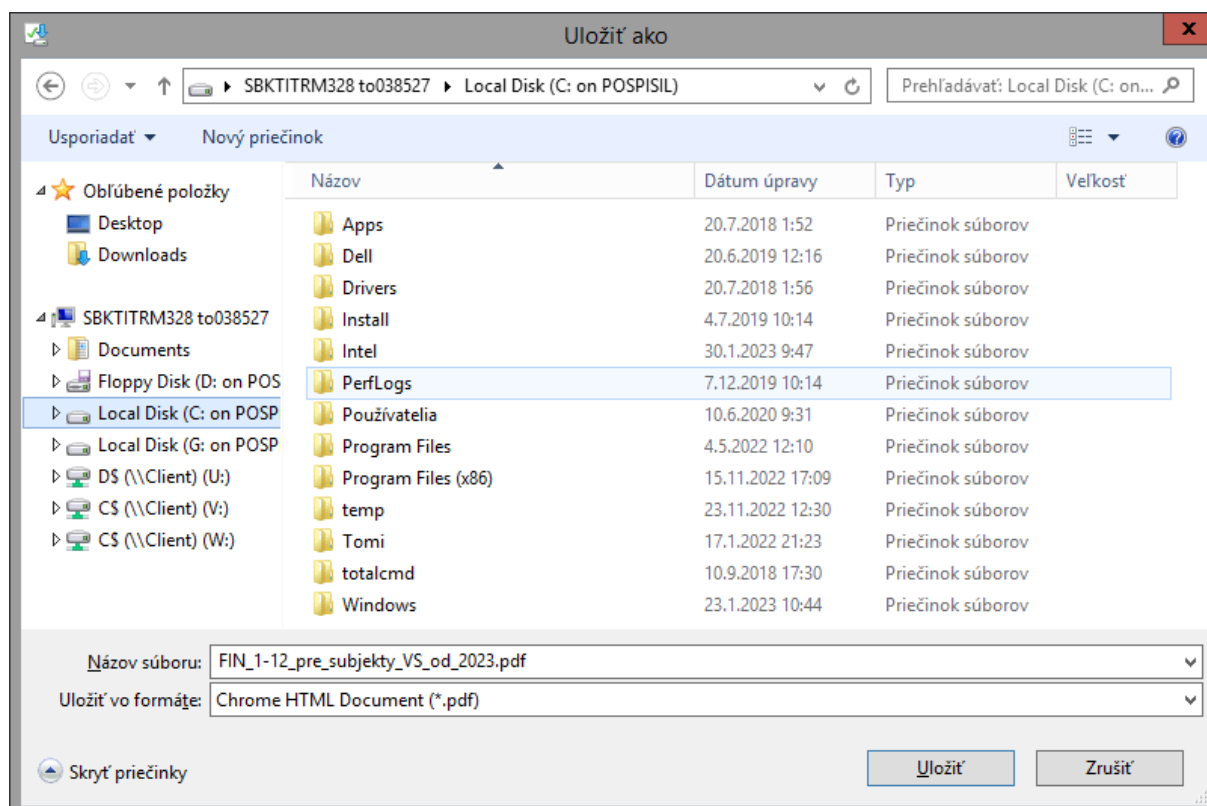 Uložiť ako
x
SBKTITRM328 to038527 Local Disk (C: on POSPISIL)
Prehľadávať: Local Disk (C: on...
Usporiadať Nový priečinok
Názov Dátum úpravy Typ Veľkosť
Obľúbené položky
Desktop
Downloads
SBKTITRM328 to038527
Documents
Floppy Disk (D: on POS
Local Disk (C: on POSP
Local Disk (G: on POSP
D$ (\\Client) (U:)
C$ (\\Client) (V:)
C$ (\\Client) (W:)
Apps 20.7.2018 1:52 Priečinok súborov
Dell 20.6.2019 12:16 Priečinok súborov
Drivers 20.7.2018 1:56 Priečinok súborov
Install 4.7.2019 10:14 Priečinok súborov
Intel 30.1.2023 9:47 Priečinok súborov
PerfLogs 7.12.2019 10:14 Priečinok súborov
Používatelia 10.6.2020 9:31 Priečinok súborov
Program Files 4.5.2022 12:10 Priečinok súborov
Program Files (x86) 15.11.2022 17:09 Priečinok súborov
temp 23.11.2022 12:30 Priečinok súborov
Tomi 17.1.2022 21:23 Priečinok súborov
totalcmd 10.9.2018 17:30 Priečinok súborov
Windows 23.1.2023 10:44 Priečinok súborov
Názov súboru: FIN_1-12_pre_subjekty_VS_od_2023.pdf
Uložiť vo formáte: Chrome HTML Document (*.pdf)
Skryť priečinky
Uložiť Zrušiť